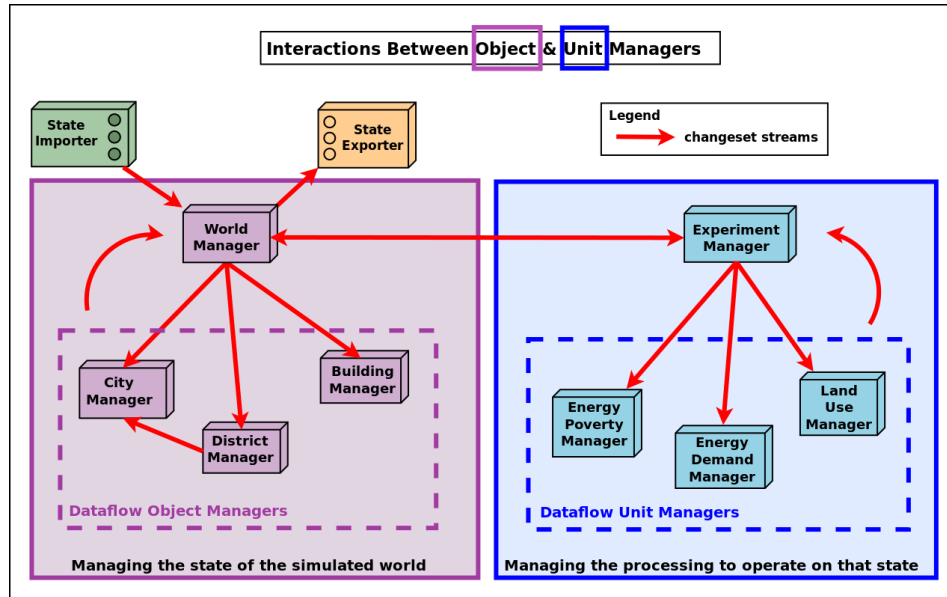 Interactions Between Object & Unit Managers
State
Importer
State
Exporter
Legend
changeset streams
World
Manager
Experiment
Manager
City
Manager
Building
Manager
District
Manager
Dataflow Object Managers
Managing the state of the simulated world
Energy
Poverty
Manager
Energy
Demand
Manager
Land
Use
Manager
Dataflow Unit Managers
Managing the processing to operate on that state